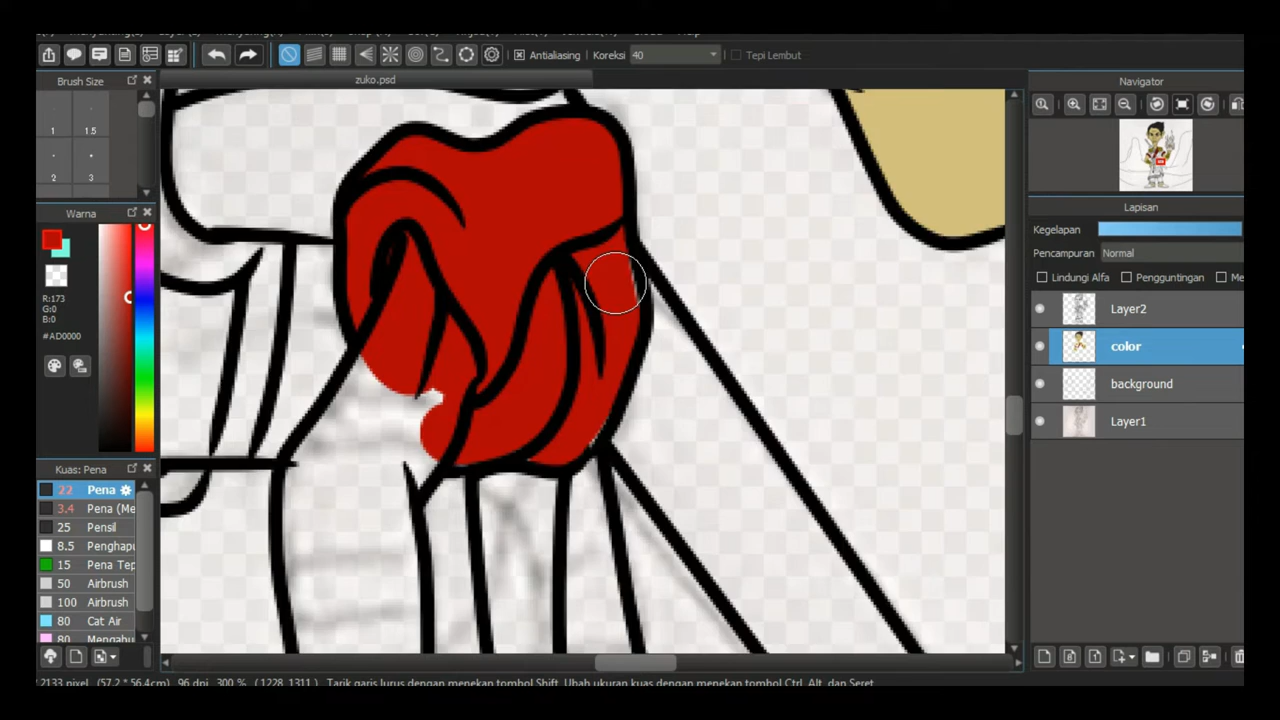 Antialiasing Koreksi 40 Tepi Lembut
zuko.psd
Brush Size
1 1.5
2 3
Warna
R:173
G:0
B:0
#AD0000
Kuas: Pena
22 Pena
3.4 Pena (Me
25 Pensil
8.5 Penghapu
15 Pena Tep
50 Airbrush
100 Airbrush
80 Cat Air
80 Mengabu
Navigator
Lapisan
Kegelapan
Pencampuran Normal
Lindungi Alfa Pengguntingan Me
Layer2
color
background
Layer1
2133 pixel (57.2 * 56.4cm) 96 dpi 300 % (1228, 1311) Tarik garis lurus dengan menekan tombol Shift, Ubah ukuran kuas dengan menekan tombol Ctrl, Alt, dan Seret